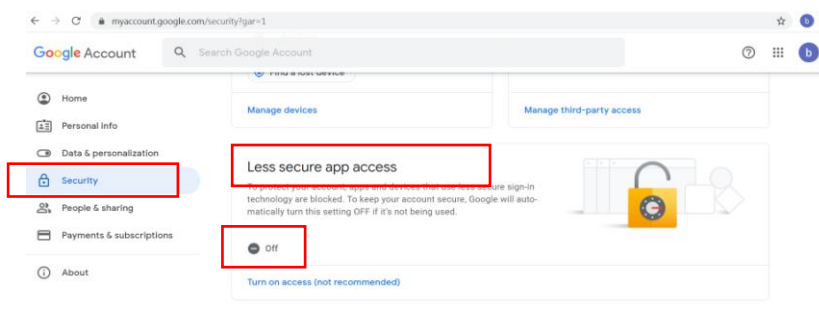 myaccount.google.com/security?gar=1
b
Google Account
Search Google Account
b
Home
Personal info
Data & personalization
Security
People & sharing
Payments & subscriptions
About
Find a lost device
Manage devices
Manage third-party access
Less secure app access
To protect your account, apps and devices that use less secure sign-in
technology are blocked. To keep your account secure, Google will auto-
matically turn this setting OFF if it's not being used.
Off
Turn on access (not recommended)